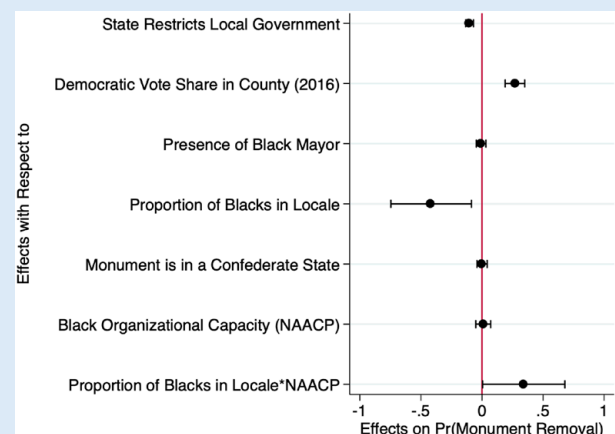 State Restricts Local Government
Democratic Vote Share in County (2016)
Presence of Black Mayor
Proportion of Blacks in Locale
Monument is in a Confederate State
Black Organizational Capacity (NAACP)
Proportion of Blacks in Locale*NAACP
Effects with Respect to
-1 -.5 0 .5 1
Effects on Pr(Monument Removal)